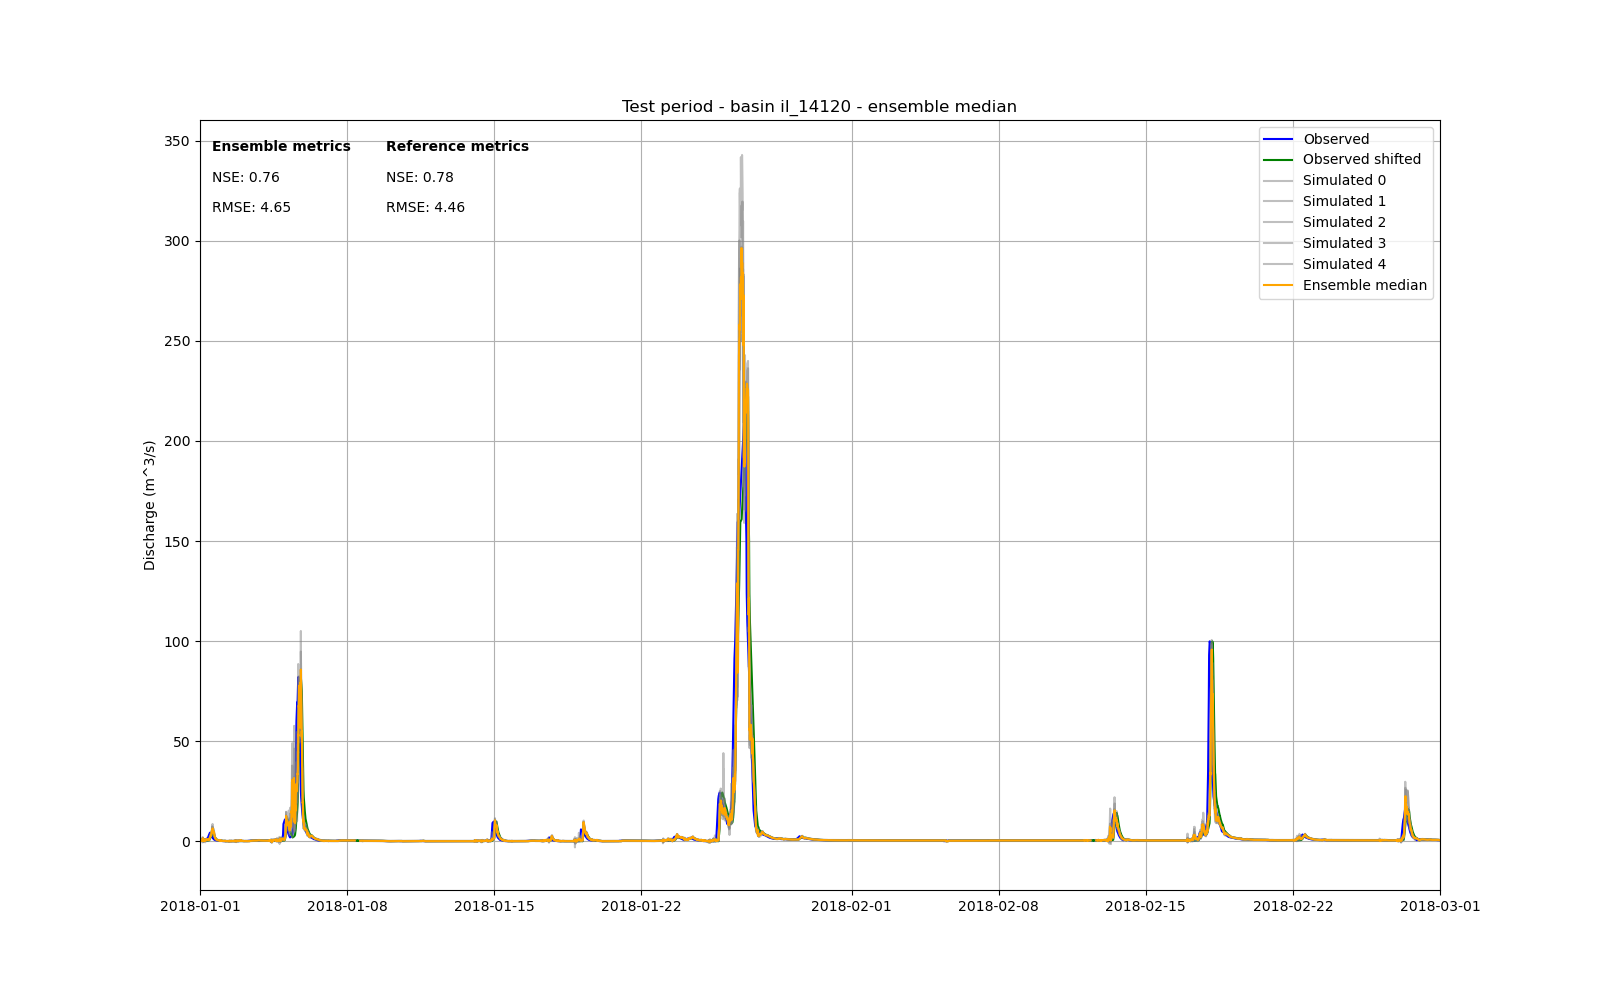 Test period - basin il_14120 - ensemble median
Ensemble metrics
Reference metrics
NSE: 0.76
NSE: 0.78
RMSE: 4.65
RMSE: 4.46
Observed
Observed shifted
Simulated 0
Simulated 1
Simulated 2
Simulated 3
Simulated 4
Ensemble median
Discharge (m^3/s)
350
300
250
200
150
100
50
0
2018-01-01
2018-01-08
2018-01-15
2018-01-22
2018-02-01
2018-02-08
2018-02-15
2018-02-22
2018-03-01